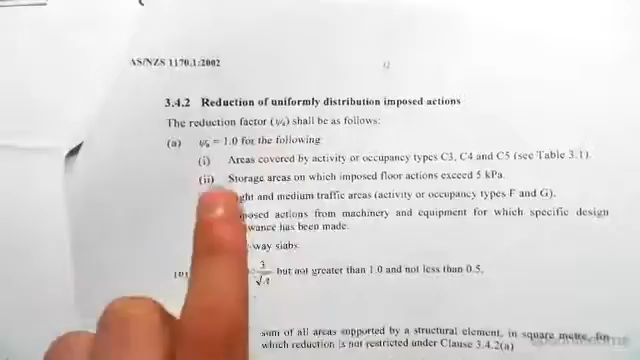 AS/NZS 1170.1:2002
12
3.4.2 Reduction of uniformly distribution imposed actions
The reduction factor (ψa) shall be as follows:
(a) ψa = 1.0 for the following:
(i) Areas covered by activity or occupancy types C3, C4 and C5 (see Table 3.1).
(ii) Storage areas on which imposed floor actions exceed 5 kPa.
ght and medium traffic areas (activity or occupancy types F and G).
posed actions from machinery and equipment for which specific design
wance has been made.
way slabs.
3/√A but not greater than 1.0 and not less than 0.5.
sum of all areas supported by a structural element, in square metre, for
which reduction is not restricted under Clause 3.4.2(a)